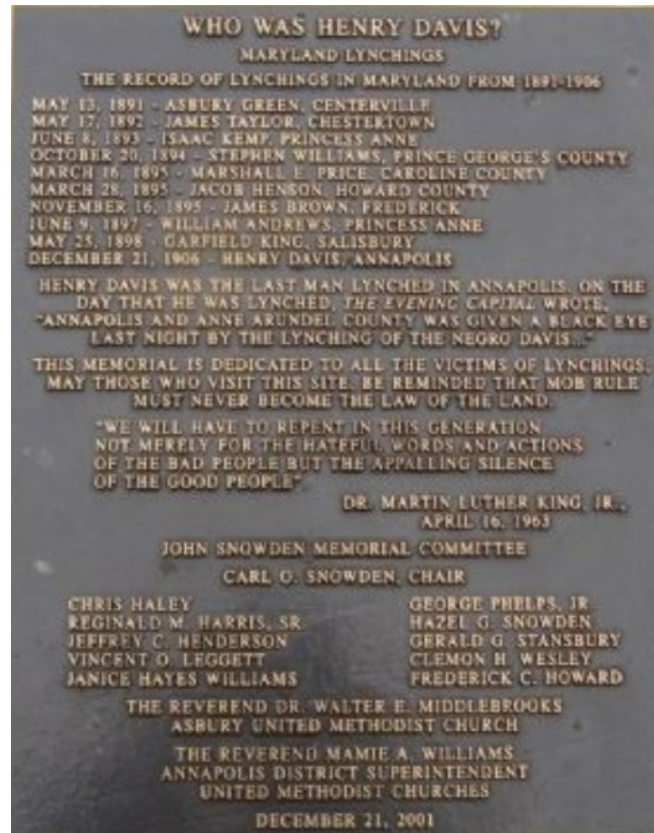 WHO WAS HENRY DAVIS?
MARYLAND LYNCHINGS
THE RECORD OF LYNCHINGS IN MARYLAND FROM 1891-1906
MAY 13, 1891 - ASBURY GREEN, CENTERVILLE
MAY 17, 1892 - JAMES TAYLOR, CHESTERTOWN
JUNE 8, 1893 - ISAAC KEMP, PRINCESS ANNE
OCTOBER 20, 1894 - STEPHEN WILLIAMS, PRINCE GEORGE'S COUNTY
MARCH 16, 1895 - MARSHALL E. PRICE, CAROLINE COUNTY
MARCH 28, 1895 - JACOB HENSON, HOWARD COUNTY
NOVEMBER 16, 1895 - JAMES BROWN, FREDERICK
JUNE 9, 1897 - WILLIAM ANDREWS, PRINCESS ANNE
MAY 25, 1898 - GARFIELD KING, SALISBURY
DECEMBER 21, 1906 - HENRY DAVIS, ANNAPOLIS
HENRY DAVIS WAS THE LAST MAN LYNCHED IN ANNAPOLIS. ON THE
DAY THAT HE WAS LYNCHED, THE EVENING CAPITAL WROTE,
"ANNAPOLIS AND ANNE ARUNDEL COUNTY WAS GIVEN A BLACK EYE
LAST NIGHT BY THE LYNCHING OF THE NEGRO DAVIS..."
THIS MEMORIAL IS DEDICATED TO ALL THE VICTIMS OF LYNCHINGS.
MAY THOSE WHO VISIT THIS SITE, BE REMINDED THAT MOB RULE
MUST NEVER BECOME THE LAW OF THE LAND.
"WE WILL HAVE TO REPENT IN THIS GENERATION
NOT MERELY FOR THE HATEFUL WORDS AND ACTIONS
OF THE BAD PEOPLE BUT THE APPALLING SILENCE
OF THE GOOD PEOPLE"
DR. MARTIN LUTHER KING, JR.,
APRIL 16, 1963
JOHN SNOWDEN MEMORIAL COMMITTEE
CARL O. SNOWDEN, CHAIR
CHRIS HALEY
REGINALD M. HARRIS, SR
JEFFREY C. HENDERSON
VINCENT O. LEGGETT
JANICE HAYES WILLIAMS
GEORGE PHELPS, JR.
HAZEL G. SNOWDEN
GERALD G. STANSBURY
CLEMON H. WESLEY
FREDERICK C. HOWARD
THE REVEREND DR. WALTER E. MIDDLEBROOKS
ASBURY UNITED METHODIST CHURCH
THE REVEREND MAMIE A. WILLIAMS
ANNAPOLIS DISTRICT SUPERINTENDENT
UNITED METHODIST CHURCHES
DECEMBER 21, 2001